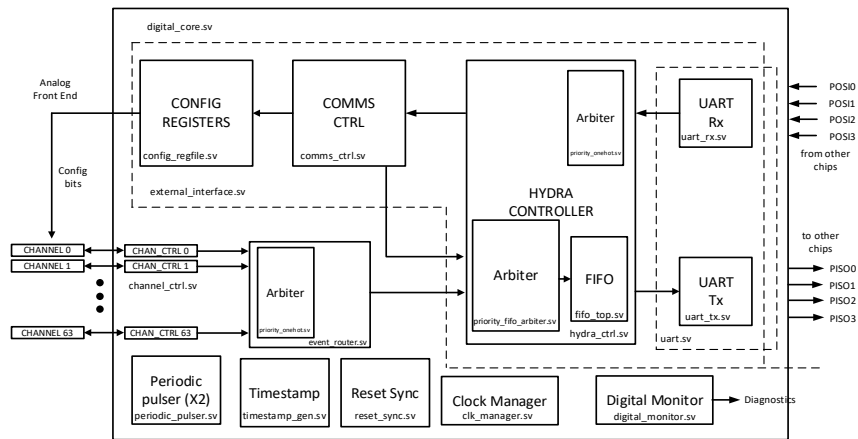 digital_core.sv
Analog
Front End
CONFIG
REGISTERS
config_regfile.sv
COMMS
CTRL
comms_ctrl.sv
Arbiter
priority_onehot.sv
UART
Rx
uart_rx.sv
POSI0
POSI1
POSI2
POSI3
from other
chips
Config
bits
external_interface.sv
HYDRA
CONTROLLER
to other
chips
CHANNEL 0
CHAN_CTRL 0
CHANNEL 1
CHAN_CTRL 1
channel_ctrl.sv
CHANNEL 63
CHAN_CTRL 63
Arbiter
priority_onehot.sv
event_router.sv
Arbiter
priority_fifo_arbiter.sv
FIFO
fifo_top.sv
hydra_ctrl.sv
UART
Tx
uart_tx.sv
uart.sv
PISO0
PISO1
PISO2
PISO3
Periodic
pulser (X2)
periodic_pulser.sv
Timestamp
timestamp_gen.sv
Reset Sync
reset_sync.sv
Clock Manager
clk_manager.sv
Digital Monitor
digital_monitor.sv
Diagnostics